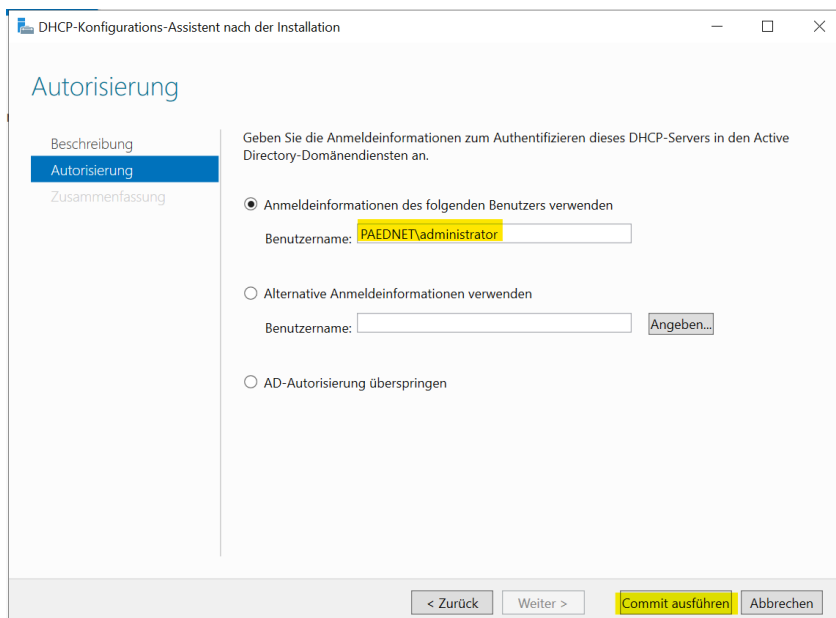 DHCP-Konfigurations-Assistent nach der Installation
Autorisierung
Beschreibung
Autorisierung
Zusammenfassung
Geben Sie die Anmeldeinformationen zum Authentifizieren dieses DHCP-Servers in den Active
Directory-Domänendiensten an.
Anmeldeinformationen des folgenden Benutzers verwenden
Benutzername: PAEDNET\administrator
Alternative Anmeldeinformationen verwenden
Benutzername:
Angeben...
AD-Autorisierung überspringen
< Zurück
Weiter >
Commit ausführen
Abbrechen